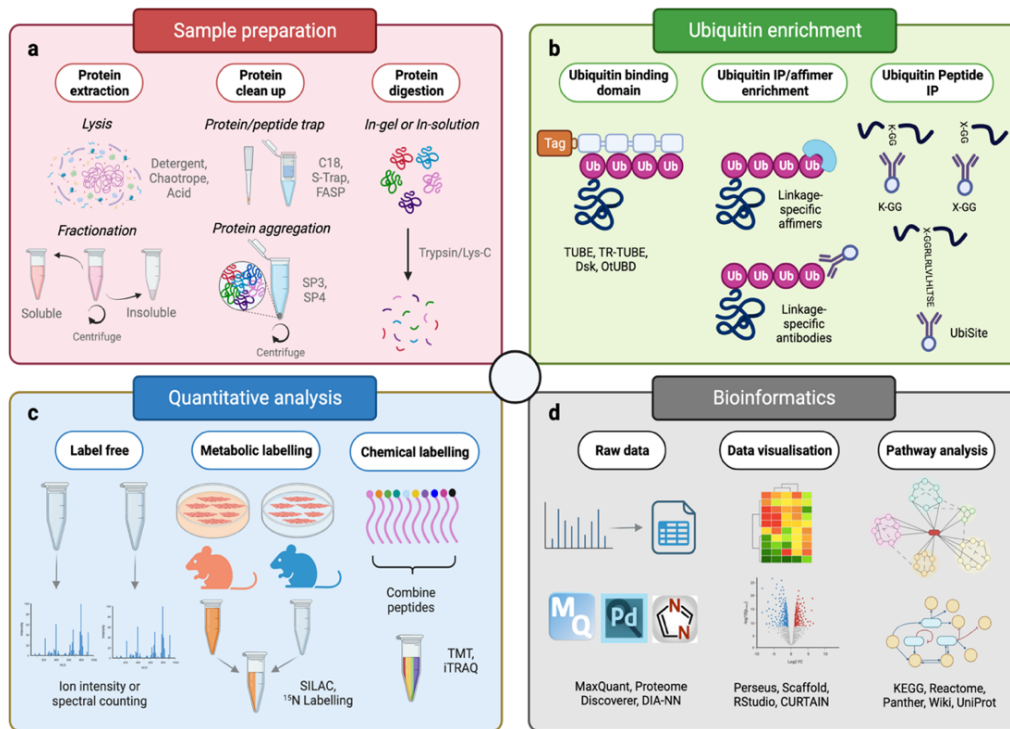 Sample preparation
a
Protein
extraction
Protein
clean up
Protein
digestion
Lysis
Detergent,
Chaotrope,
Acid
Fractionation
Soluble
Insoluble
Centrifuge
Protein/peptide trap
C18,
S-Trap,
FASP
Protein aggregation
SP3,
SP4
Centrifuge
In-gel or In-solution
Trypsin/Lys-C
Ubiquitin enrichment
b
Ubiquitin binding
domain
Ubiquitin IP/affimer
enrichment
Ubiquitin Peptide
IP
Tag
Ub Ub Ub Ub
TUBE, TR-TUBE,
Dsk, OtUBD
Ub Ub Ub Ub
Linkage-
specific
affimers
Ub Ub Ub Ub
Linkage-
specific
antibodies
K-GG
X-GG
K-GG
X-GG
X-GGRLRLVLHLTSE
UbiSite
Quantitative analysis
c
Label free
Metabolic labelling
Chemical labelling
Ion intensity or
spectral counting
SILAC,
¹⁵N Labelling
Combine
peptides
TMT,
iTRAQ
Bioinformatics
d
Raw data
Data visualisation
Pathway analysis
MQ
Pd
N
N
MaxQuant, Proteome
Discoverer, DIA-NN
Perseus, Scaffold,
RStudio, CURTAIN
KEGG, Reactome,
Panther, Wiki, UniProt